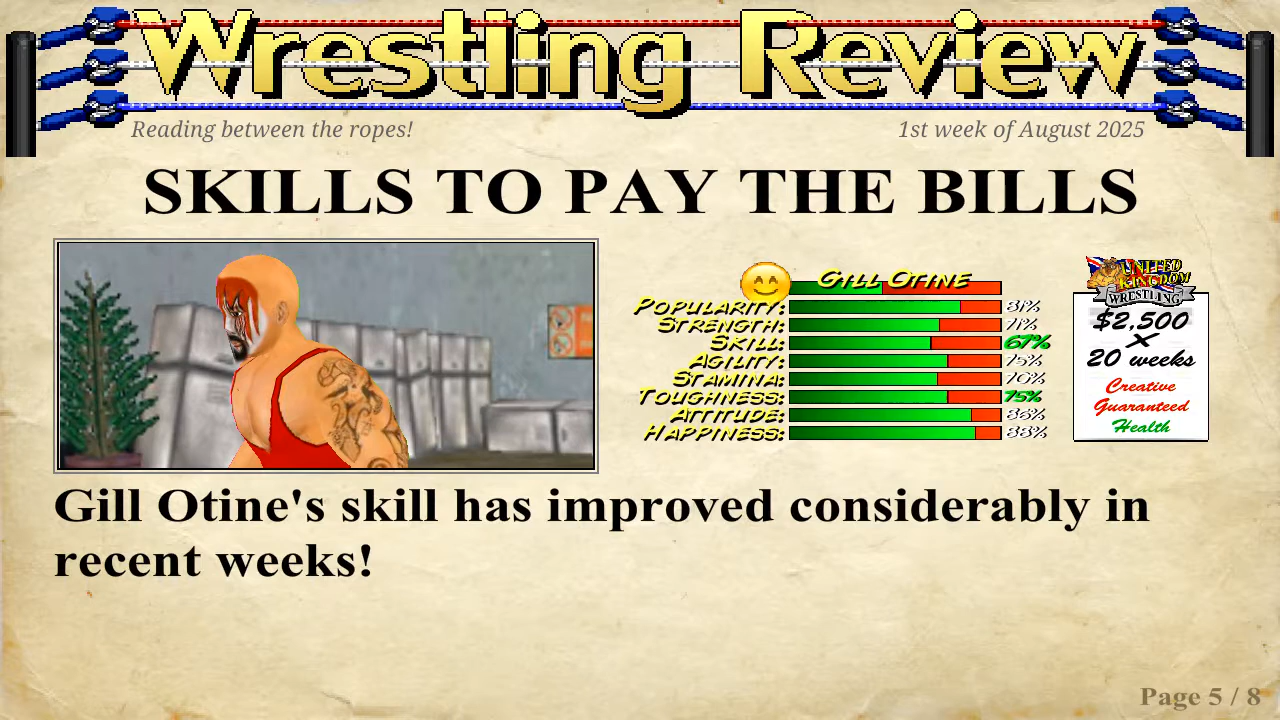 Wrestling Review
Reading between the ropes!
1st week of August 2025
SKILLS TO PAY THE BILLS
GILL OTINE
POPULARITY: 81%
STRENGTH: 71%
SKILL: 67%
AGILITY: 75%
STAMINA: 70%
TOUGHNESS: 75%
ATTITUDE: 86%
HAPPINESS: 88%
UNITED
KINGDOM
WRESTLING
$2,500
X
20 weeks
Creative
Guaranteed
Health
Gill Otine's skill has improved considerably in
recent weeks!
Page 5 / 8